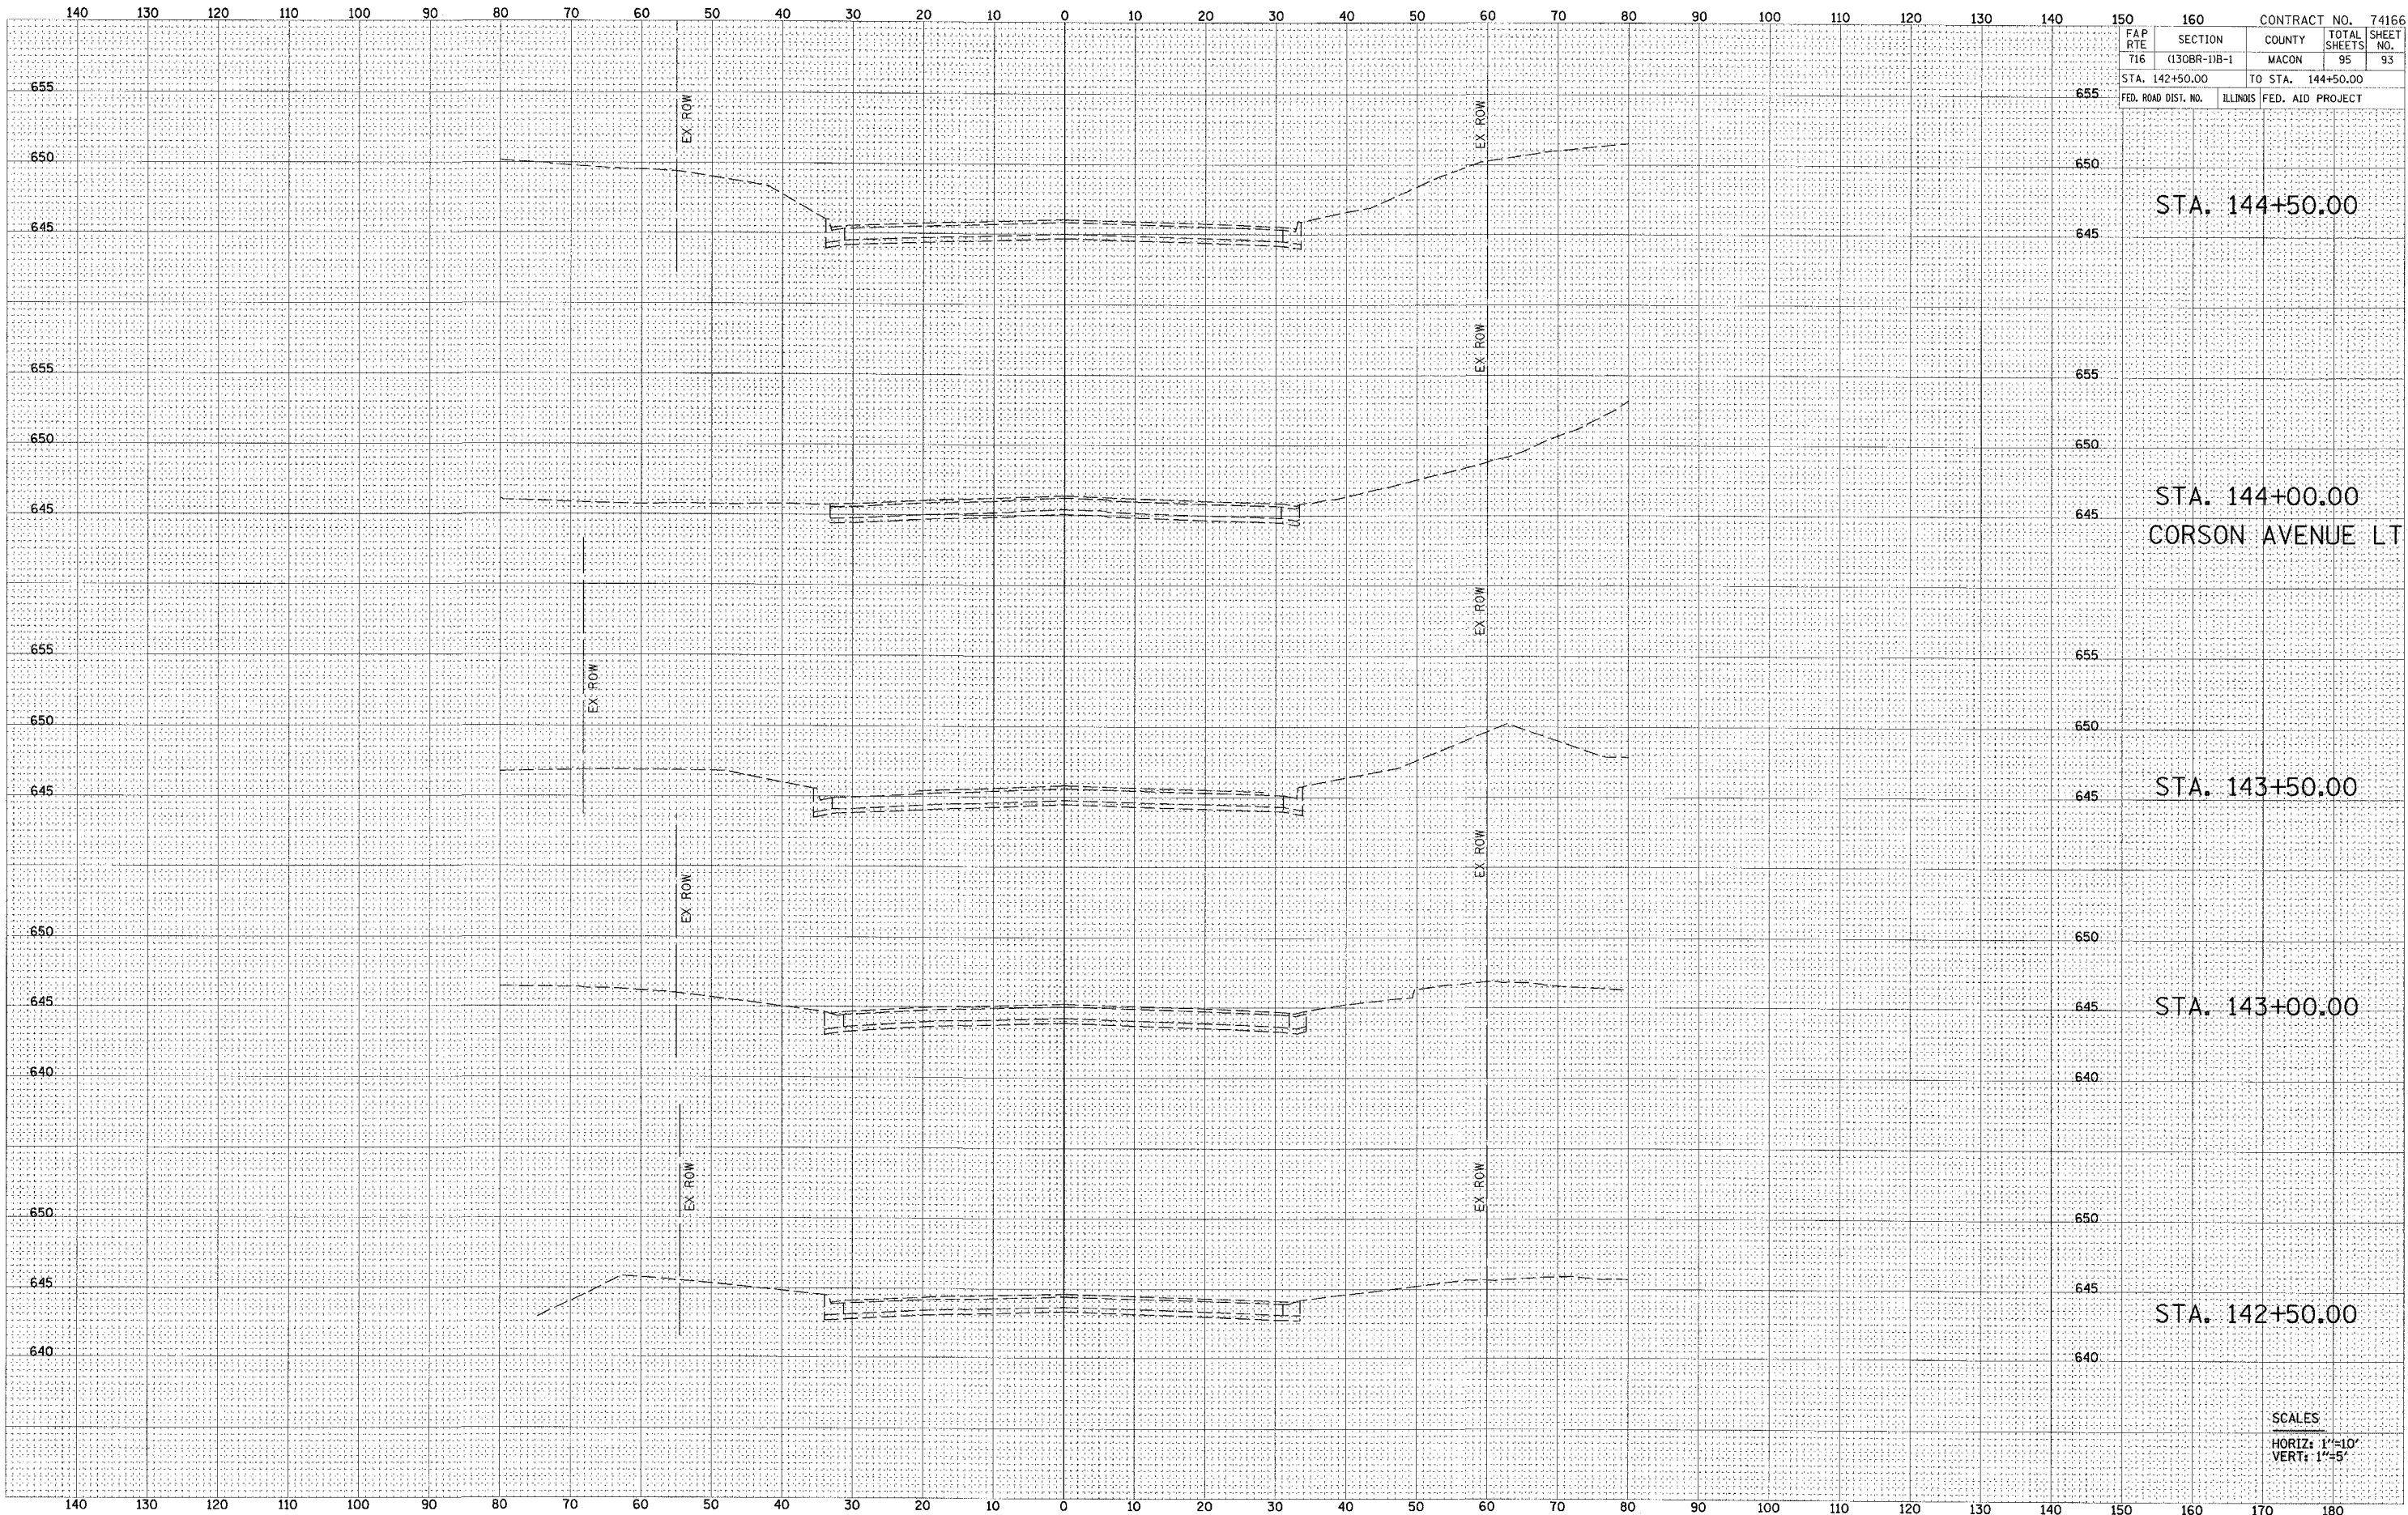 140 130 120 110 100 90 80 70 60 50 40 30 20 10 0 10 20 30 40 50 60 70 80 90 100 110 120 130 140 150 160
CONTRACT NO. 74166
FAP RTE SECTION COUNTY TOTAL SHEETS SHEET NO.
716 (130BR-1)B-1 MACON 95 93
STA. 142+50.00 TO STA. 144+50.00
FED. ROAD DIST. NO. ILLINOIS FED. AID PROJECT
655 655
EX ROW EX ROW
650 650
STA. 144+50.00
645 645
EX ROW
655 655
650 650
STA. 144+00.00
645 645
CORSON AVENUE LT
EX ROW
655 655
EX ROW
650 650
STA. 143+50.00
645 645
EX ROW
EX ROW
650 650
645 645
STA. 143+00.00
640 640
EX ROW EX ROW
650 650
645 645
STA. 142+50.00
640 640
SCALES
HORIZ: 1"=10'
VERT: 1"=5'
140 130 120 110 100 90 80 70 60 50 40 30 20 10 0 10 20 30 40 50 60 70 80 90 100 110 120 130 140 150 160 170 180